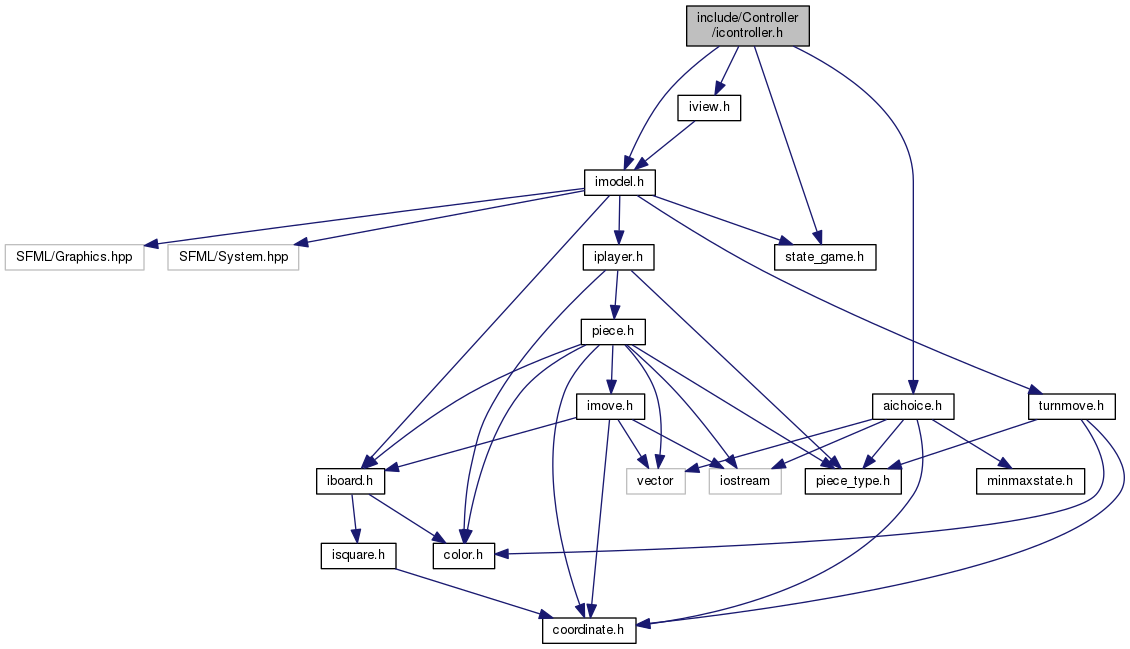 include/Controller
/icontroller.h
iview.h
imodel.h
SFML/Graphics.hpp
SFML/System.hpp
iplayer.h
state_game.h
piece.h
imove.h
aichoice.h
turnmove.h
iboard.h
vector
iostream
piece_type.h
minmaxstate.h
isquare.h
color.h
coordinate.h